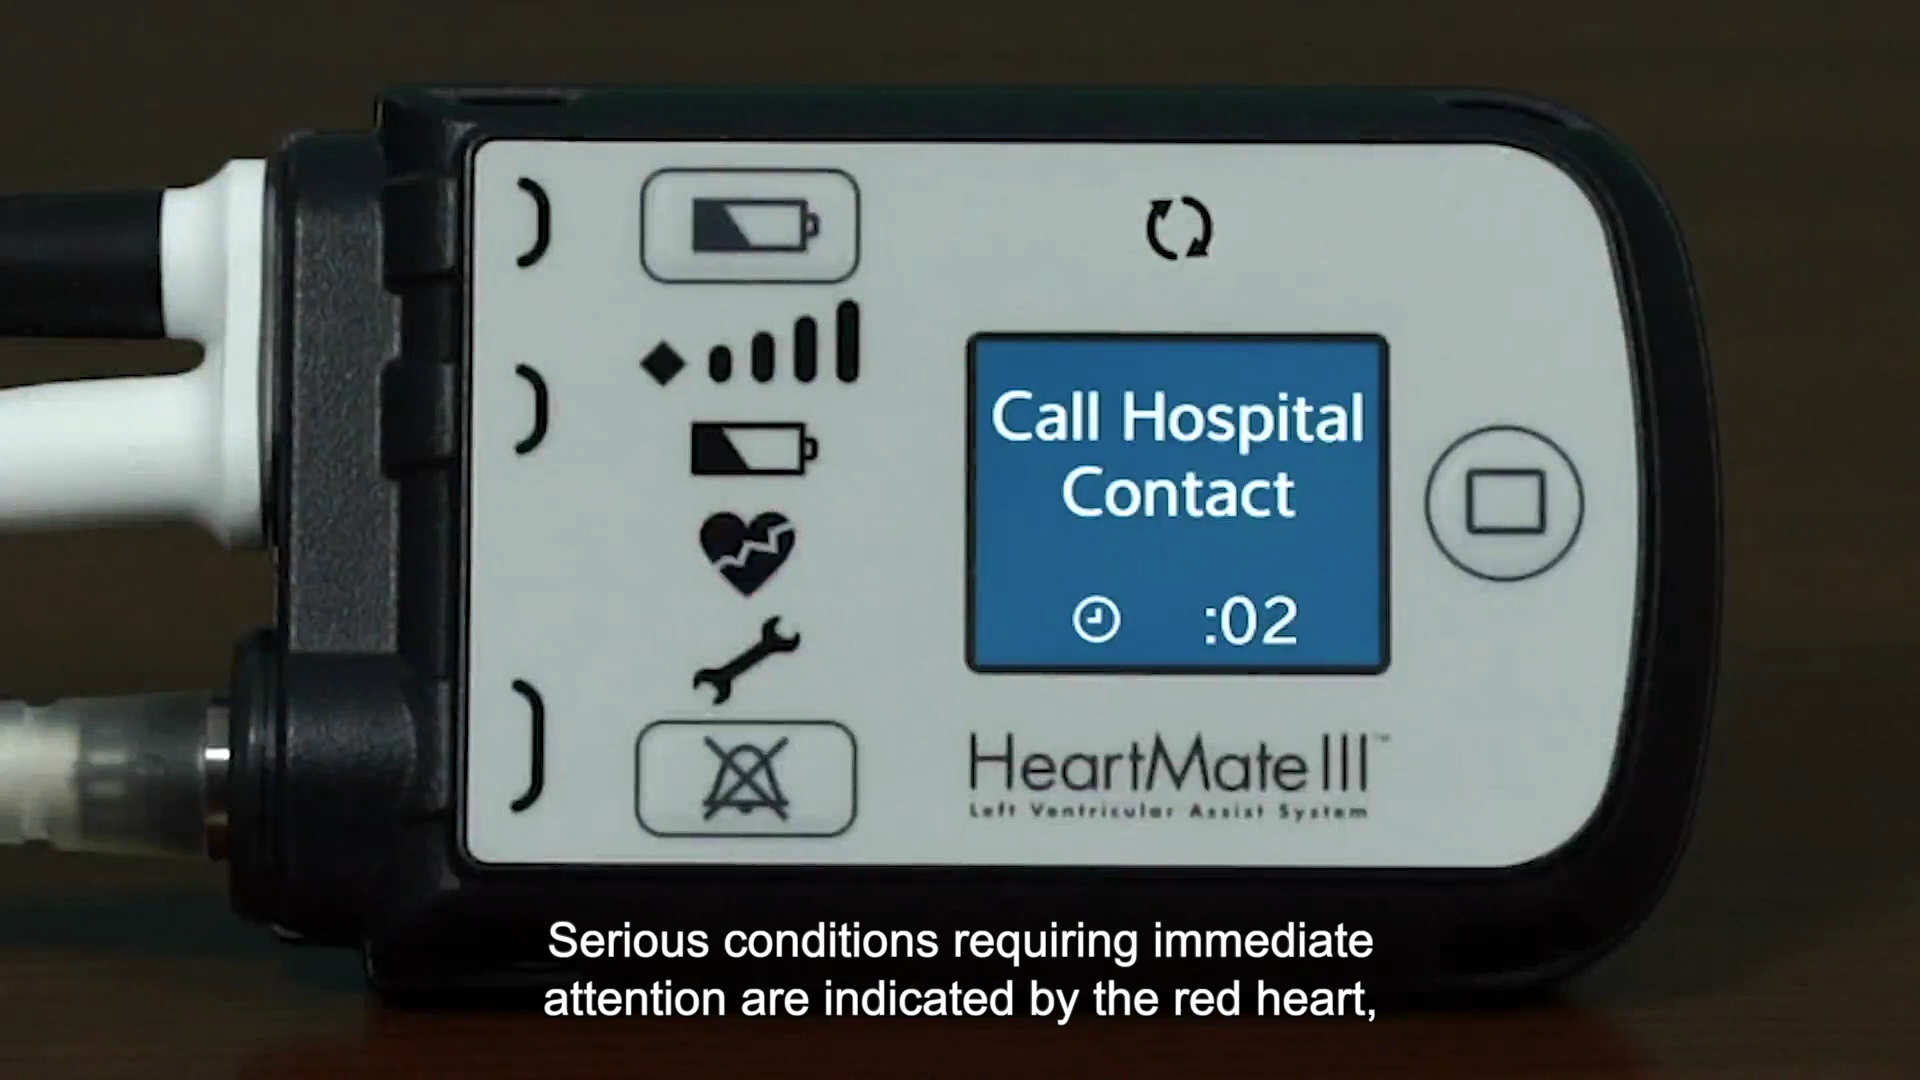 Call Hospital
Contact
:02
HeartMate III™
Left Ventricular Assist System
Serious conditions requiring immediate
attention are indicated by the red heart,